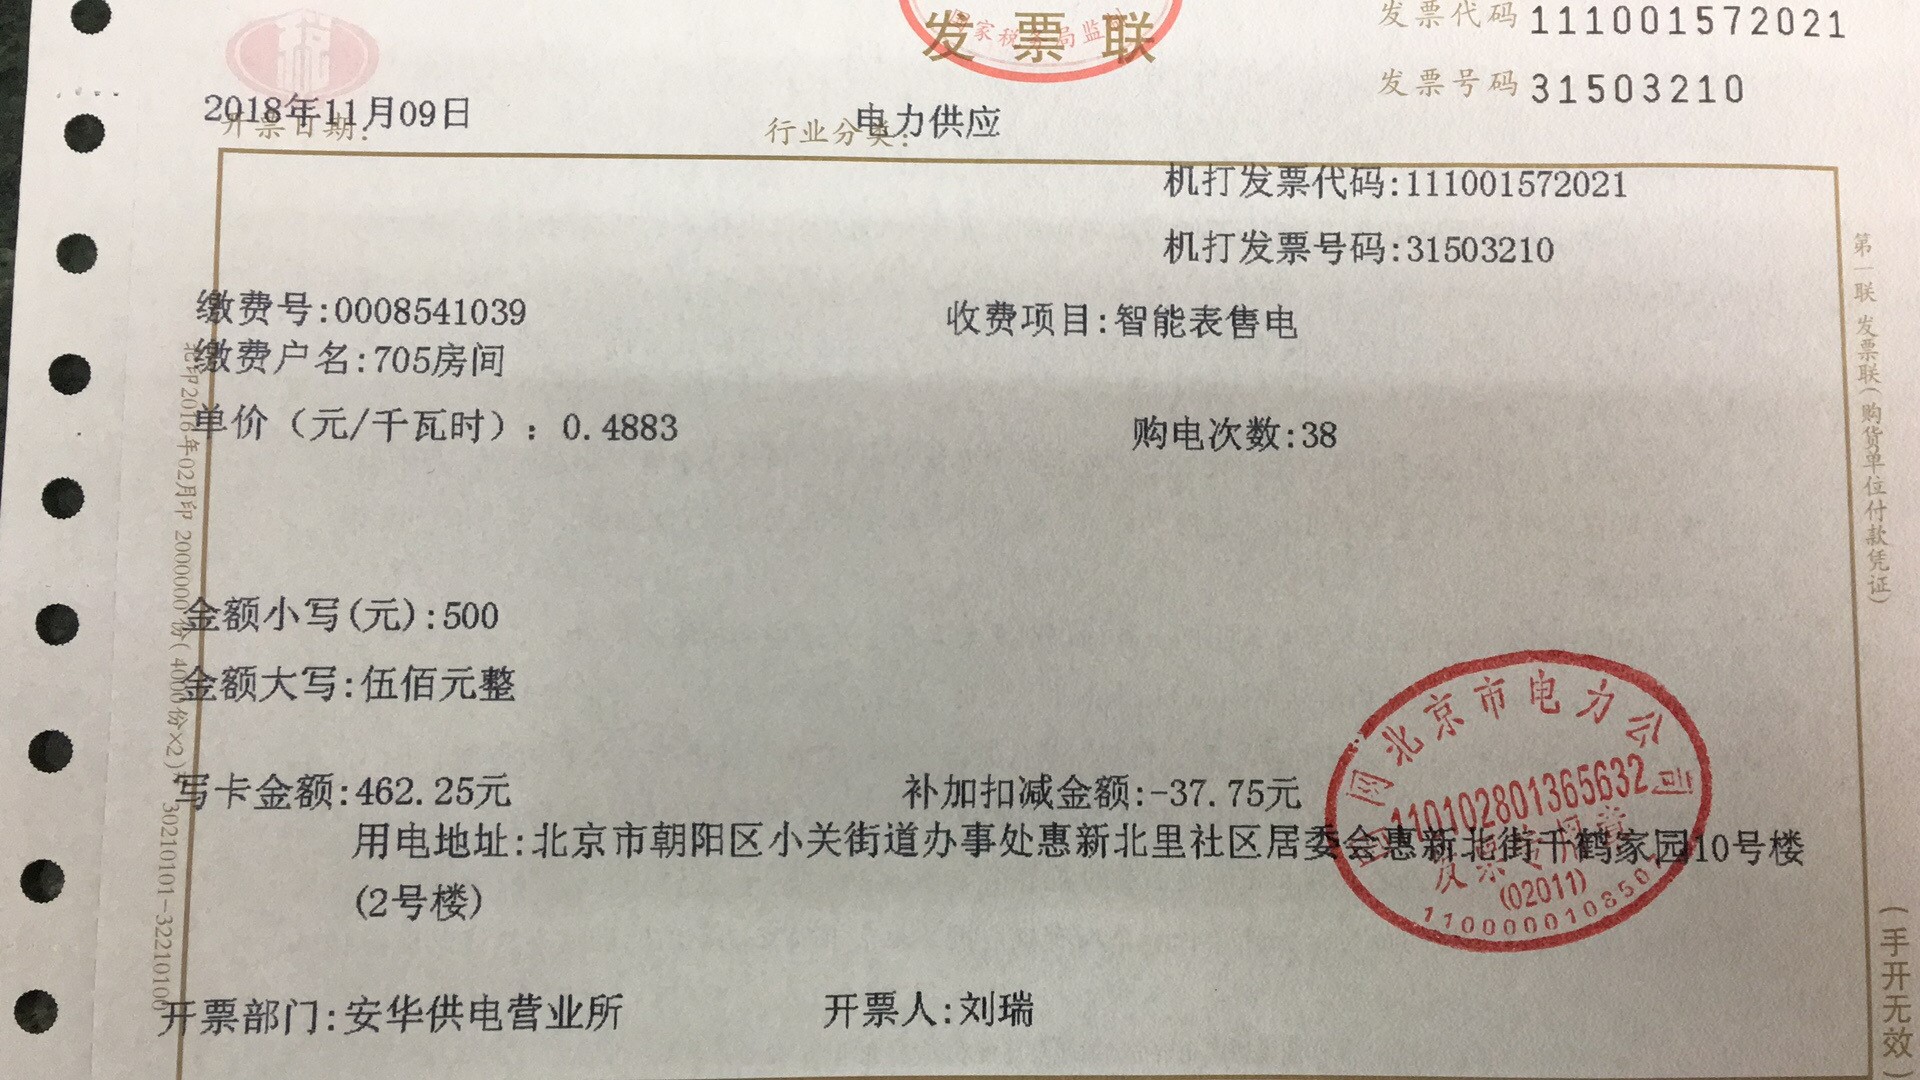 发票联
国家税务局监制
发票代码 111001572021
发票号码 31503210
开票日期: 2018年11月09日
行业分类: 电力供应
机打发票代码:111001572021
机打发票号码:31503210
缴费号:0008541039
收费项目:智能表售电
缴费户名:705房间
单价（元/千瓦时）：0.4883
购电次数:38
金额小写(元):500
金额大写:伍佰元整
写卡金额:462.25元
补加扣减金额:-37.75元
用电地址:北京市朝阳区小关街道办事处惠新北里社区居委会惠新北街千鹤家园10号楼
(2号楼)
开票部门:安华供电营业所
开票人:刘瑞
国网北京市电力公司
110102801365632
发票专用章
(02011)
第一联 发票联(购货单位付款凭证)
(手开无效)
印2016年02月印 2000000份(4000份×2) 30210101-32210100